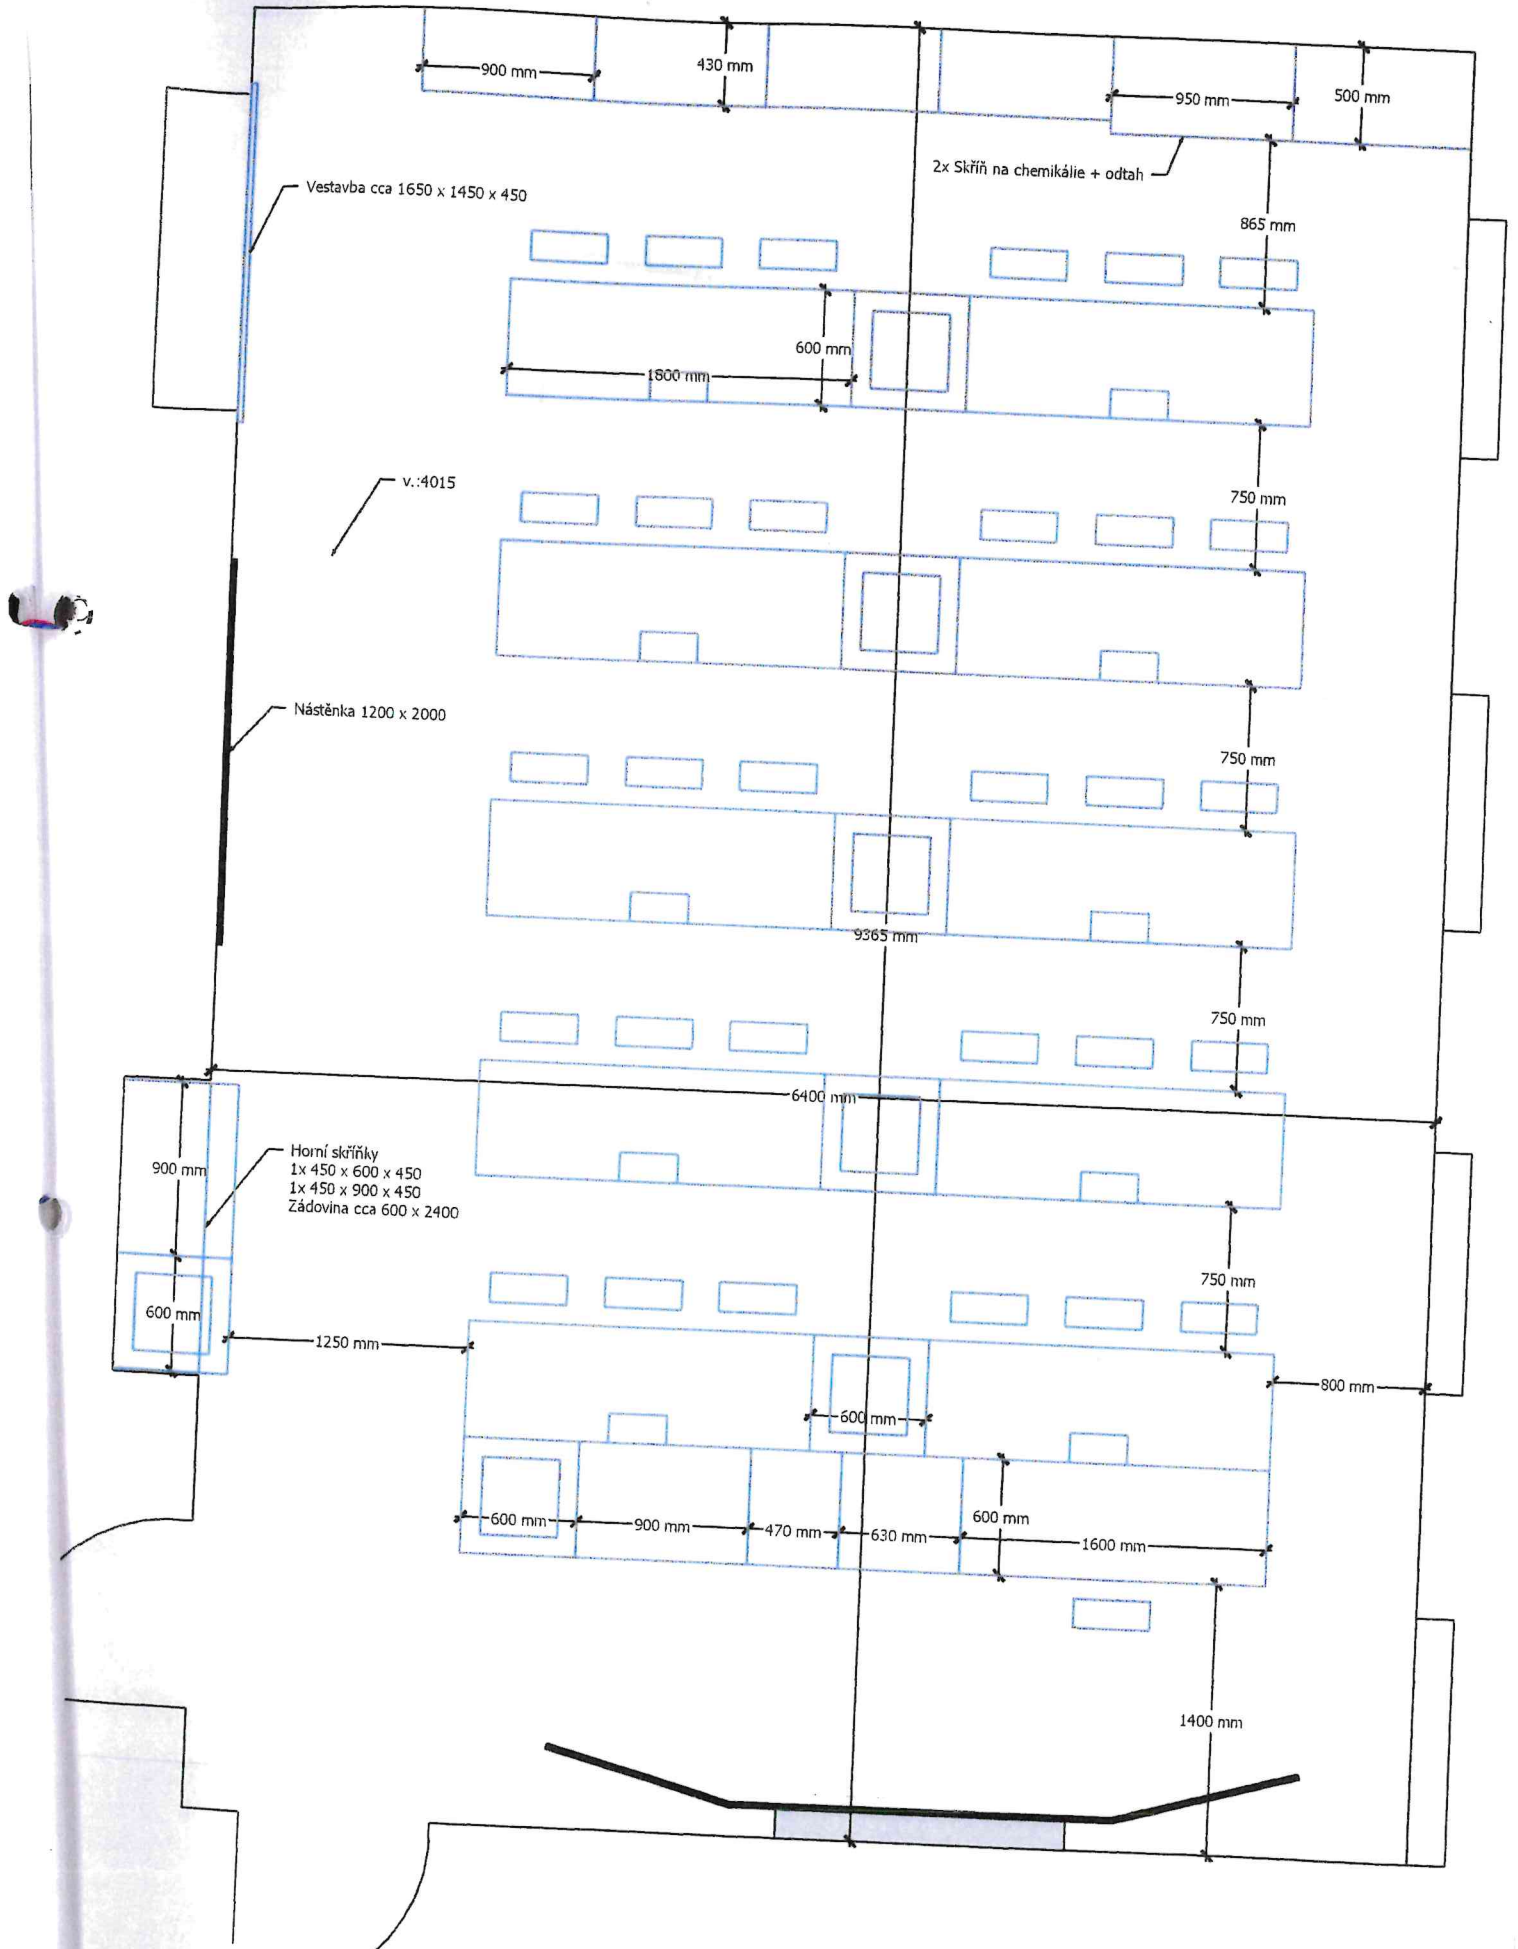 900 mm
430 mm
950 mm
500 mm
2x Skříň na chemikálie + odtah
Vestavba cca 1650 x 1450 x 450
865 mm
600 mm
1800 mm
v.:4015
750 mm
Nástěnka 1200 x 2000
750 mm
9365 mm
750 mm
6400 mm
900 mm
Horní skříňky
1x 450 x 600 x 450
1x 450 x 900 x 450
Zádovina cca 600 x 2400
750 mm
600 mm
1250 mm
800 mm
600 mm
600 mm
900 mm
470 mm
630 mm
600 mm
1600 mm
1400 mm